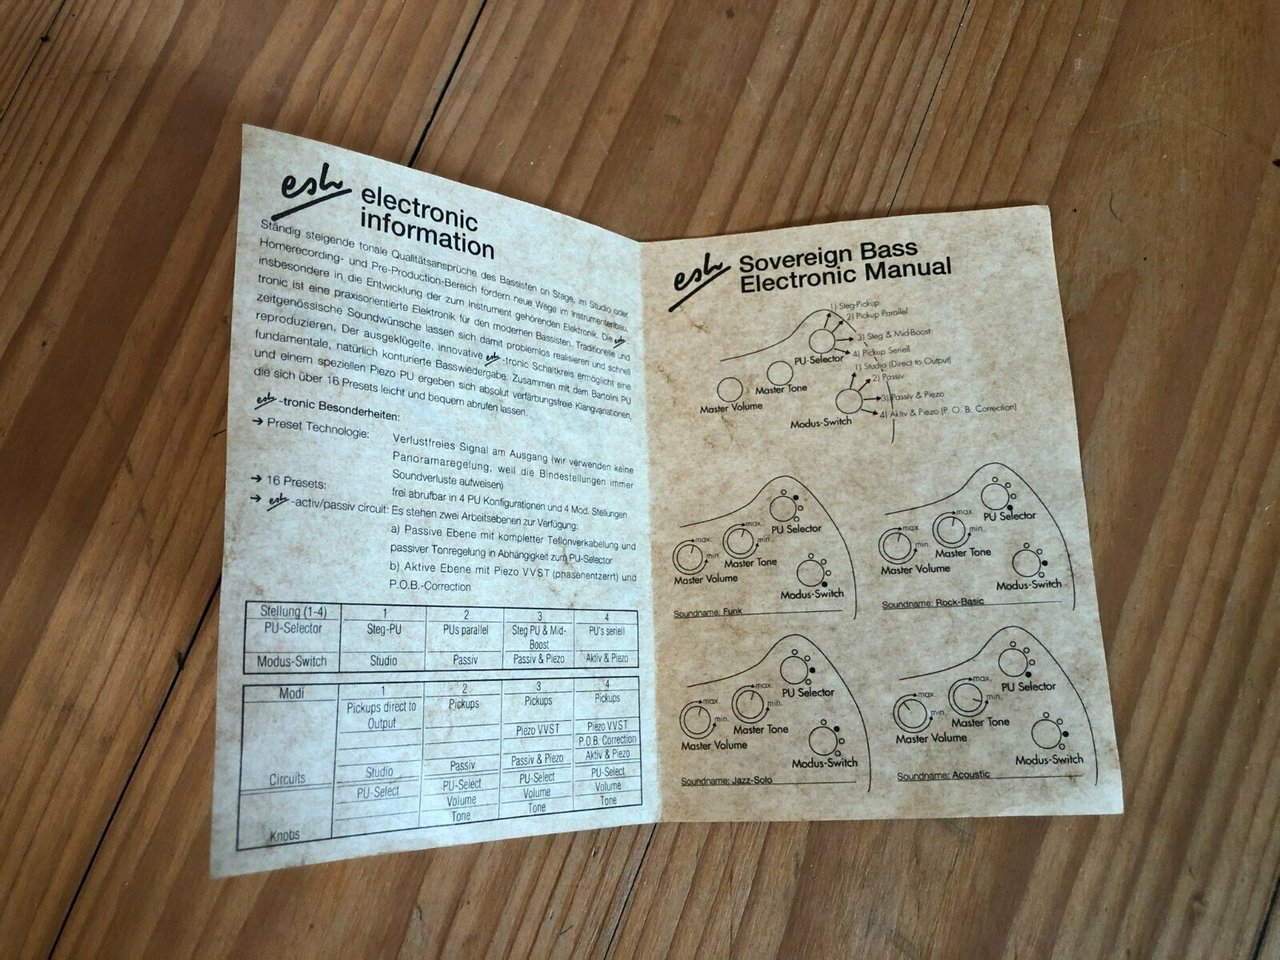 esh electronic
information
Ständig steigende tonale Qualitätsansprüche des Bassisten on Stage, im Studio oder
Homerecording- und Pre-Production-Bereich fordern neue Wege im Instrumentenbau,
insbesondere in die Entwicklung der zum Instrument gehörenden Elektronik. Die esh
tronic ist eine praxisorientierte Elektronik für den modernen Bassisten. Traditionelle und
zeitgenössische Soundwünsche lassen sich damit problemlos realisieren und schnell
reproduzieren. Der ausgeklügelte, innovative esh-tronic Schaltkreis ermöglicht eine
fundamentale, natürlich konturierte Basswiedergabe. Zusammen mit dem Bartolini PU
und einem speziellen Piezo PU ergeben sich absolut verfärbungsfreie Klangvariationen,
die sich über 16 Presets leicht und bequem abrufen lassen.
esh-tronic Besonderheiten:
→ Preset Technologie: Verlustfreies Signal am Ausgang (wir verwenden keine
Panoramaregelung, weil die Bindestellungen immer
Soundverluste aufweisen)
→ 16 Presets: frei abrufbar in 4 PU Konfigurationen und 4 Mod. Stellungen
→ esh-activ/passiv circuit: Es stehen zwei Arbeitsebenen zur Verfügung:
a) Passive Ebene mit kompletter Teflonverkabelung und
passiver Tonregelung in Abhängigkeit zum PU-Selector
b) Aktive Ebene mit Piezo VVST (phasenentzerrt) und
P.O.B.-Correction
Stellung (1-4) 1 2 3 4
PU-Selector Steg-PU PUs parallel Steg PU & Mid- PU's seriell
Boost
Modus-Switch Studio Passiv Passiv & Piezo Aktiv & Piezo
Modi 1 2 3 4
Pickups direct to Pickups Pickups Pickups
Output
Piezo VVST Piezo VVST
P.O.B. Correction
Circuits Studio Passiv Passiv & Piezo Aktiv & Piezo
PU-Select PU-Select PU-Select PU-Select
Volume Volume Volume
Knobs Tone Tone Tone
esh Sovereign Bass
Electronic Manual
1) Steg-Pickup
2) Pickup Parallel
3) Steg & Mid-Boost
PU-Selector
4) Pickup Seriell
1) Studio (Direct to Output)
2) Passiv
Master Tone
3) Passiv & Piezo
Master Volume
4) Aktiv & Piezo (P. O. B. Correction)
Modus-Switch
max.
min.
PU Selector
max.
min.
Master Tone
Master Volume
Modus-Switch
Soundname: Funk
max.
min.
PU Selector
max.
min.
Master Tone
Master Volume
Modus-Switch
Soundname: Rock-Basic
max.
min.
PU Selector
max.
min.
Master Tone
Master Volume
Modus-Switch
Soundname: Jazz-Solo
max.
min.
PU Selector
max.
min.
Master Tone
Master Volume
Modus-Switch
Soundname: Acoustic